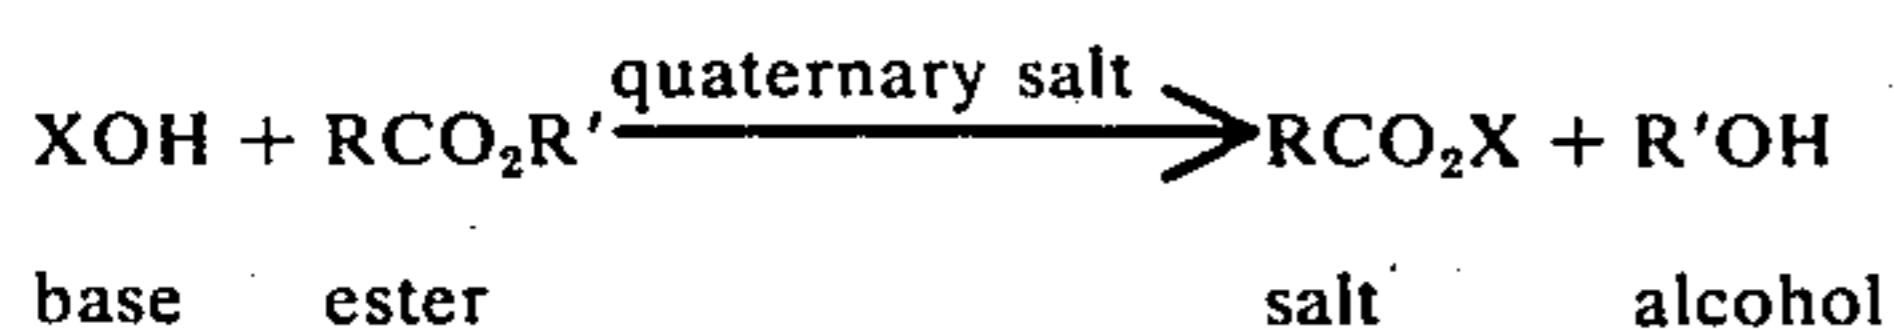 quaternary salt
XOH + RCO₂R′ → RCO₂X + R′OH
base ester salt alcohol